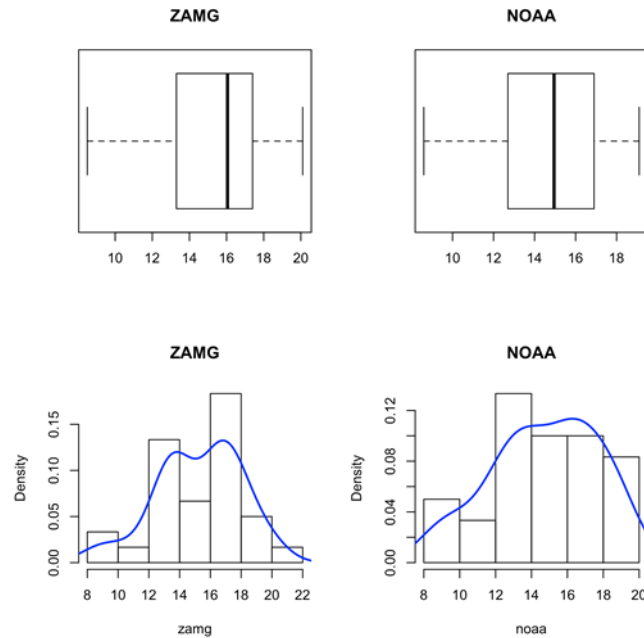 ZAMG
NOAA
10 12 14 16 18 20
10 12 14 16 18
ZAMG
NOAA
Density
0.00 0.05 0.10 0.15
8 10 12 14 16 18 20 22
zamg
Density
0.00 0.04 0.08 0.12
8 10 12 14 16 18 20
noaa